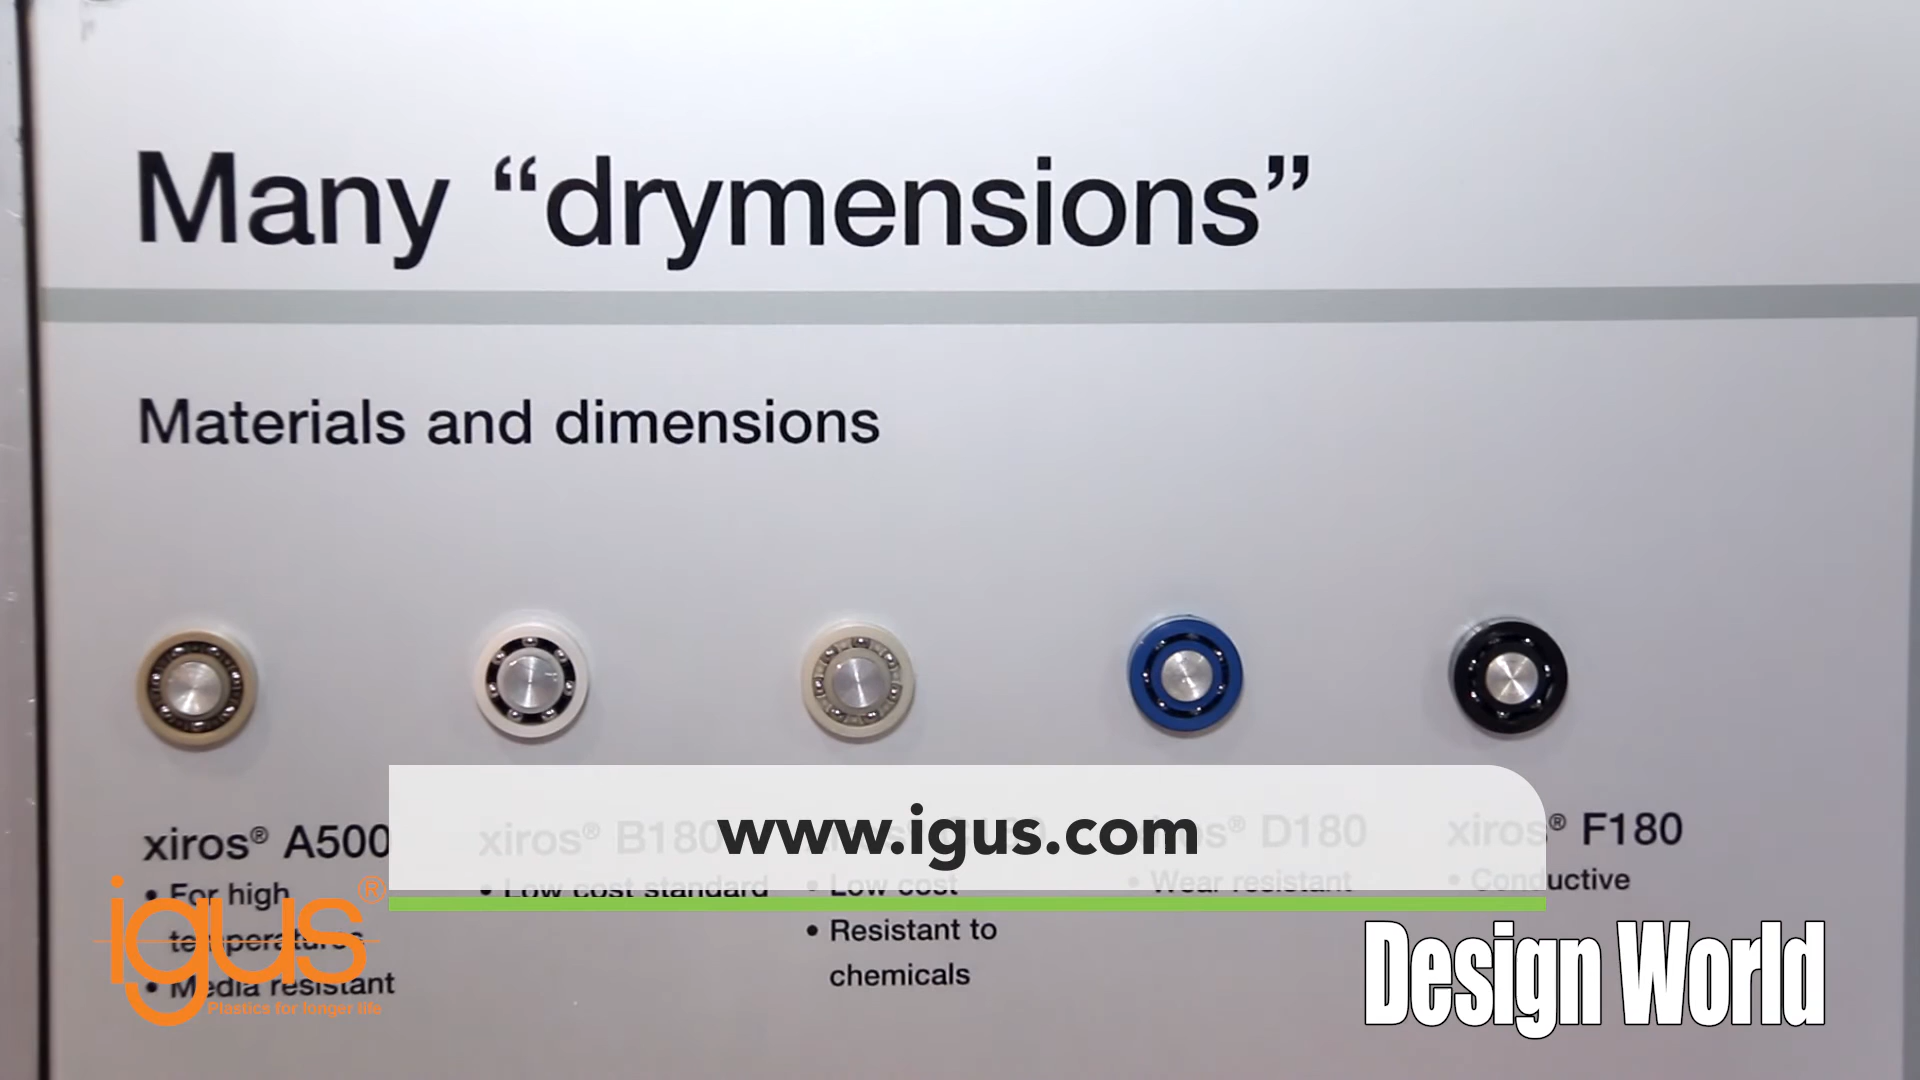 Many “drymensions”
Materials and dimensions
xiros® A500
• For high
temperatures
• Media resistant
xiros® B180
• Low cost standard
• Low cost
• Resistant to
chemicals
xiros® D180
• Wear resistant
xiros® F180
• Conductive
www.igus.com
igus®
Plastics for longer life
Design World